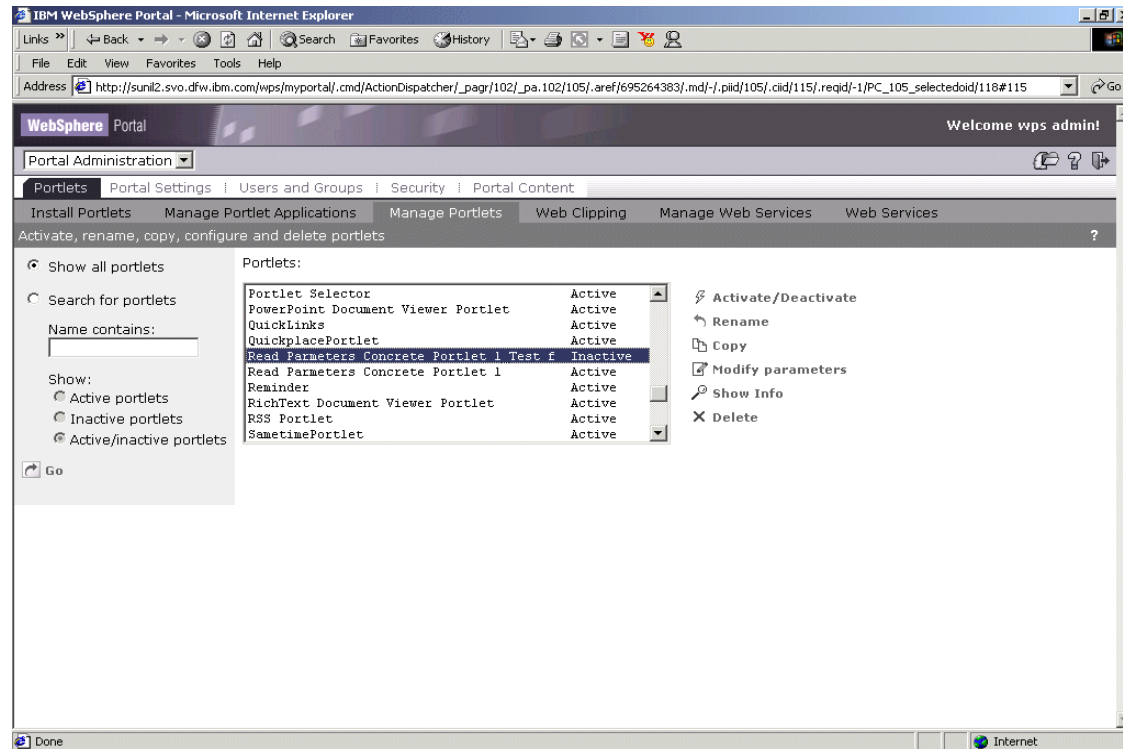 IBM WebSphere Portal - Microsoft Internet Explorer
Links » Back Search Favorites History
File Edit View Favorites Tools Help
Address http://sunil2.svo.dfw.ibm.com/wps/myportal/.cmd/ActionDispatcher/_pagr/102/_pa.102/105/.aref/695264383/.md/-/.piid/105/.ciid/115/.reqid/-1/PC_105_selectedoid/118#115 Go
WebSphere Portal Welcome wps admin!
Portal Administration
Portlets Portal Settings | Users and Groups | Security | Portal Content
Install Portlets Manage Portlet Applications Manage Portlets Web Clipping Manage Web Services Web Services
Activate, rename, copy, configure and delete portlets ?
Show all portlets
Search for portlets
Name contains:
Show:
Active portlets
Inactive portlets
Active/inactive portlets
Go
Portlets:
Portlet Selector Active
PowerPoint Document Viewer Portlet Active
QuickLinks Active
QuickplacePortlet Active
Read Parmeters Concrete Portlet 1 Test f Inactive
Read Parmeters Concrete Portlet 1 Active
Reminder Active
RichText Document Viewer Portlet Active
RSS Portlet Active
SametimePortlet Active
Activate/Deactivate
Rename
Copy
Modify parameters
Show Info
Delete
Done Internet